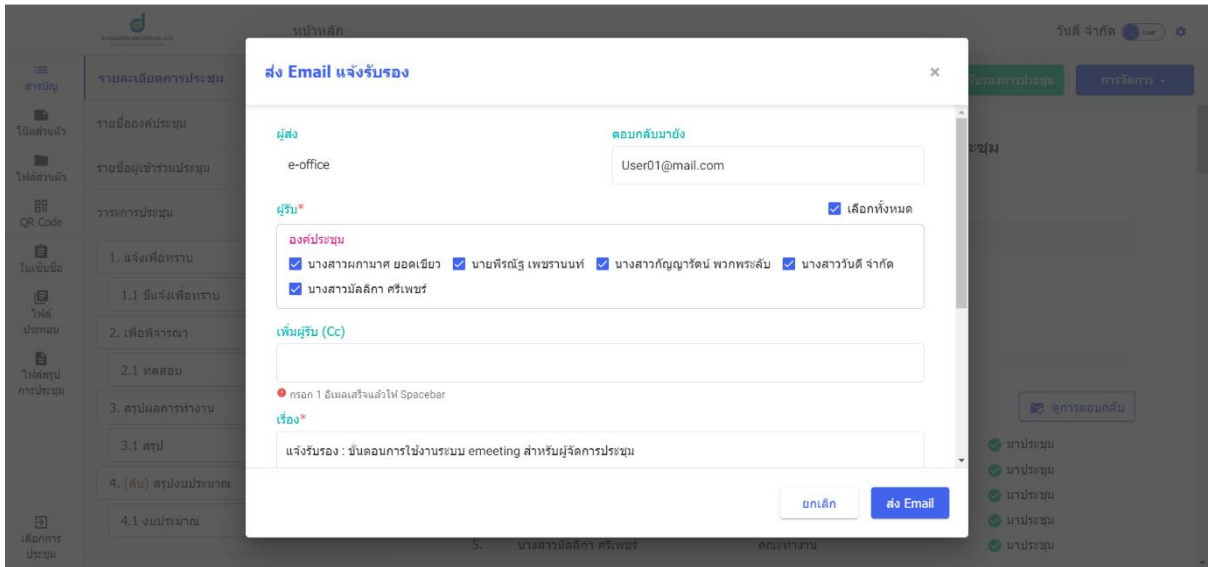 หน้าหลัก
วันดี จำกัด User
สารบัญ
รายละเอียดการประชุม
รับรองการประชุม
การจัดการ
โน้ตส่วนตัว
รายชื่อองค์ประชุม
ไฟล์ส่วนตัว
รายชื่อผู้เข้าร่วมประชุม
QR Code
วาระการประชุม
ใบเซ็นชื่อ
1. แจ้งเพื่อทราบ
1.1 ชี้แจ้งเพื่อทราบ
ไฟล์
ประกอบ
2. เพื่อพิจารณา
2.1 ทดสอบ
ไฟล์สรุป
การประชุม
3. สรุปผลการทำงาน
3.1 สรุป
4. (ลับ) สรุปงบประมาณ
4.1 งบประมาณ
เลือกการ
ประชุม
ส่ง Email แจ้งรับรอง
×
ผู้ส่ง
ตอบกลับมายัง
e-office
User01@mail.com
ผู้รับ*
เลือกทั้งหมด
องค์ประชุม
นางสาวผกามาศ ยอดเขียว นายพีรณัฐ เพชรานนท์ นางสาวกัญญารัตน์ พวกพระลับ นางสาววันดี จำกัด
นางสาวมัลลิกา ศรีเพชร์
เพิ่มผู้รับ (Cc)
กรอก 1 อีเมลเสร็จแล้วให้ Spacebar
เรื่อง*
แจ้งรับรอง : ขั้นตอนการใช้งานระบบ emeeting สำหรับผู้จัดการประชุม
ยกเลิก
ส่ง Email
ดูการตอบกลับ
มาประชุม
มาประชุม
มาประชุม
มาประชุม
5. นางสาวมัลลิกา ศรีเพชร์ คณะทำงาน มาประชุม